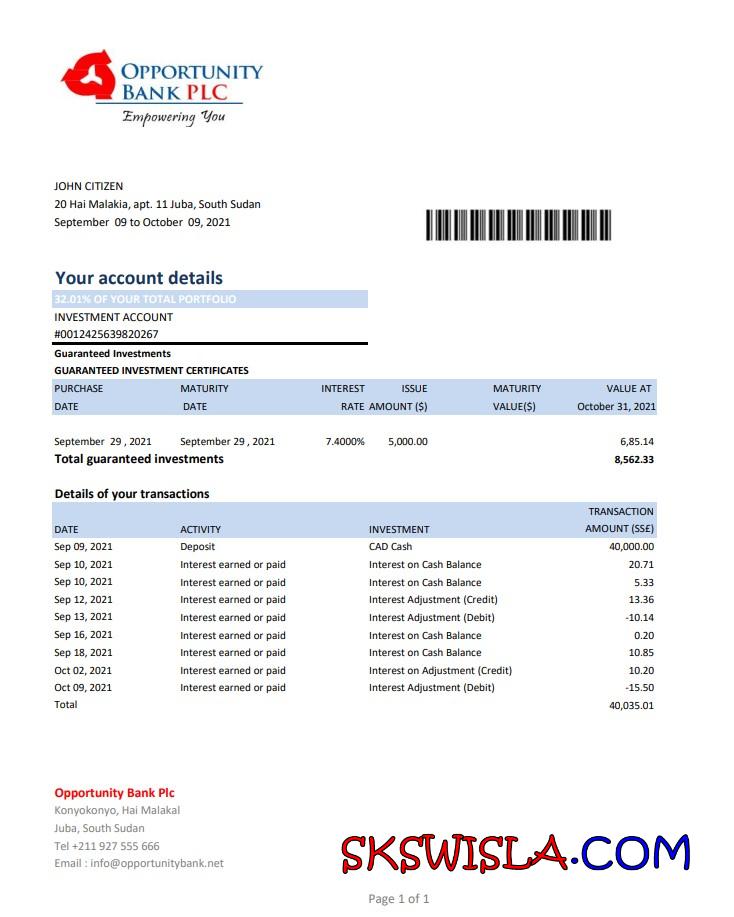 OPPORTUNITY
BANK PLC
Empowering You
JOHN CITIZEN
20 Hai Malakia, apt. 11 Juba, South Sudan
September 09 to October 09, 2021
Your account details
32.01% OF YOUR TOTAL PORTFOLIO
INVESTMENT ACCOUNT
#0012425639820267
Guaranteed Investments
GUARANTEED INVESTMENT CERTIFICATES
PURCHASE MATURITY INTEREST ISSUE MATURITY VALUE AT
DATE DATE RATE AMOUNT ($) VALUE($) October 31, 2021
September 29 , 2021 September 29 , 2021 7.4000% 5,000.00 6,85.14
Total guaranteed investments 8,562.33
Details of your transactions
TRANSACTION
DATE ACTIVITY INVESTMENT AMOUNT (SS£)
Sep 09, 2021 Deposit CAD Cash 40,000.00
Sep 10, 2021 Interest earned or paid Interest on Cash Balance 20.71
Sep 10, 2021 Interest earned or paid Interest on Cash Balance 5.33
Sep 12, 2021 Interest earned or paid Interest Adjustment (Credit) 13.36
Sep 13, 2021 Interest earned or paid Interest Adjustment (Debit) -10.14
Sep 16, 2021 Interest earned or paid Interest on Cash Balance 0.20
Sep 18, 2021 Interest earned or paid Interest on Cash Balance 10.85
Oct 02, 2021 Interest earned or paid Interest on Adjustment (Credit) 10.20
Oct 09, 2021 Interest earned or paid Interest Adjustment (Debit) -15.50
Total 40,035.01
Opportunity Bank Plc
Konyokonyo, Hai Malakal
Juba, South Sudan
Tel +211 927 555 666
Email : info@opportunitybank.net
SKSWISLA.COM
Page 1 of 1